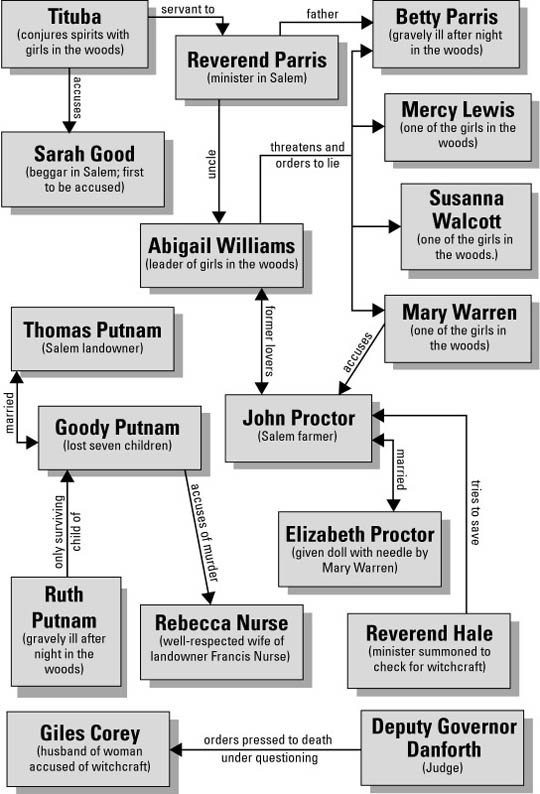 Tituba
(conjures spirits with
girls in the woods)
servant to
Reverend Parris
(minister in Salem)
father
Betty Parris
(gravely ill after night
in the woods)
accuses
Sarah Good
(beggar in Salem; first
to be accused)
uncle
threatens and
orders to lie
Mercy Lewis
(one of the girls in the
woods)
Susanna
Walcott
(one of the girls in
the woods.)
Abigail Williams
(leader of girls in the woods)
Mary Warren
(one of the girls in the
woods)
former lovers
accuses
Thomas Putnam
(Salem landowner)
married
Goody Putnam
(lost seven children)
John Proctor
(Salem farmer)
married
tries to save
only surviving
child of
accuses of murder
Elizabeth Proctor
(given doll with needle by
Mary Warren)
Ruth
Putnam
(gravely ill after
night in the
woods)
Rebecca Nurse
(well-respected wife of
landowner Francis Nurse)
Reverend Hale
(minister summoned to
check for witchcraft)
Giles Corey
(husband of woman
accused of witchcraft)
orders pressed to death
under questioning
Deputy Governor
Danforth
(Judge)